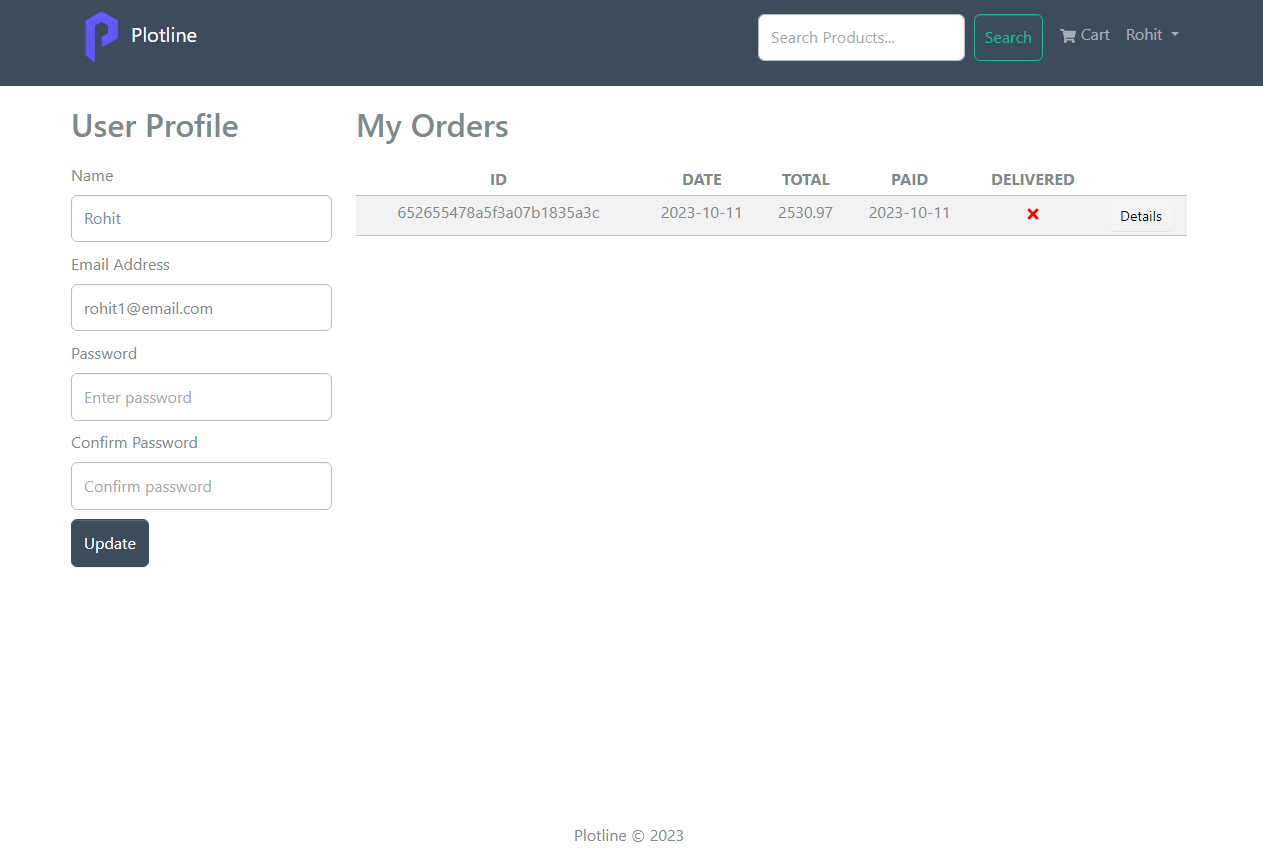 Plotline
Search Products...
Search
Cart
Rohit
User Profile
Name
Rohit
Email Address
rohit1@email.com
Password
Enter password
Confirm Password
Confirm password
Update
My Orders
ID DATE TOTAL PAID DELIVERED
652655478a5f3a07b1835a3c 2023-10-11 2530.97 2023-10-11 Details
Plotline © 2023